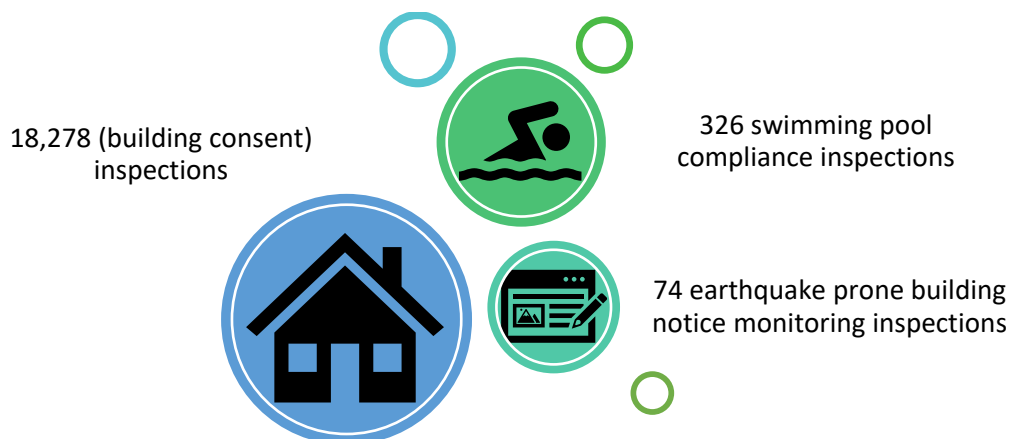 18,278 (building consent)
inspections
326 swimming pool
compliance inspections
74 earthquake prone building
notice monitoring inspections